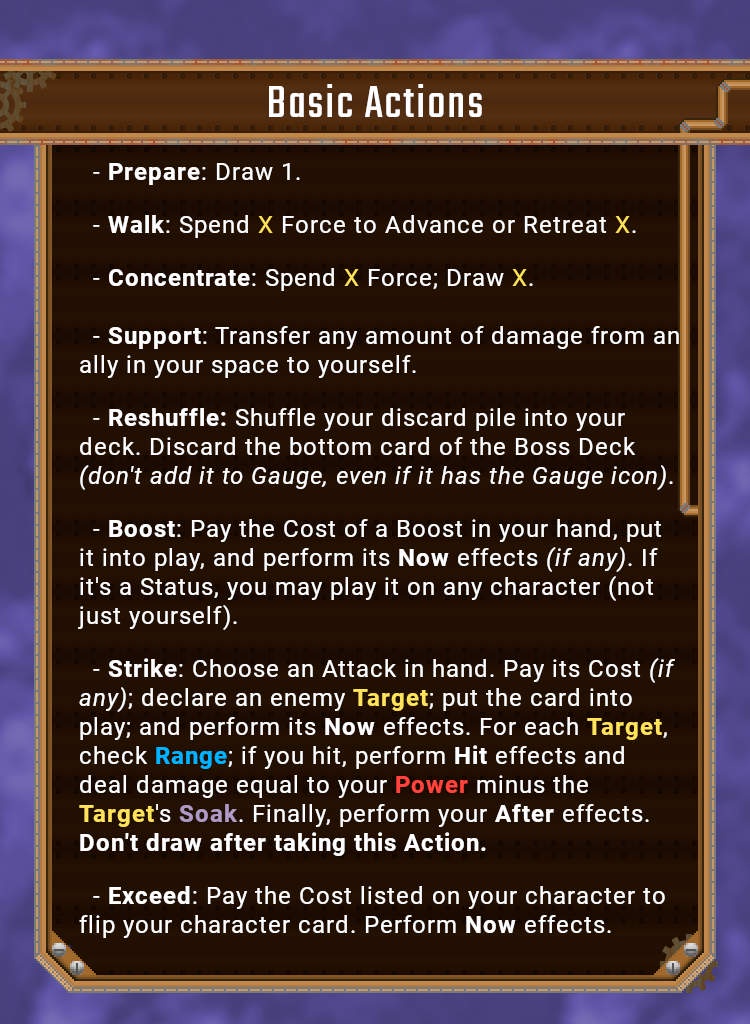 Basic Actions
- Prepare: Draw 1.
- Walk: Spend X Force to Advance or Retreat X.
- Concentrate: Spend X Force; Draw X.
- Support: Transfer any amount of damage from an
ally in your space to yourself.
- Reshuffle: Shuffle your discard pile into your
deck. Discard the bottom card of the Boss Deck
(don't add it to Gauge, even if it has the Gauge icon).
- Boost: Pay the Cost of a Boost in your hand, put
it into play, and perform its Now effects (if any). If
it's a Status, you may play it on any character (not
just yourself).
- Strike: Choose an Attack in hand. Pay its Cost (if
any); declare an enemy Target; put the card into
play; and perform its Now effects. For each Target,
check Range; if you hit, perform Hit effects and
deal damage equal to your Power minus the
Target's Soak. Finally, perform your After effects.
Don't draw after taking this Action.
- Exceed: Pay the Cost listed on your character to
flip your character card. Perform Now effects.